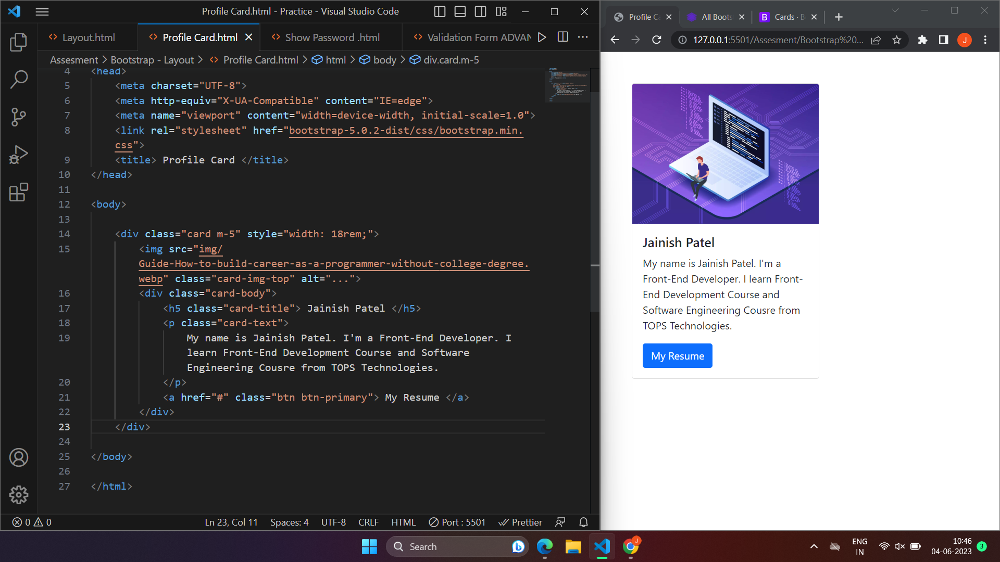 Profile Card.html - Practice - Visual Studio Code
Layout.html
Profile Card.html
Show Password .html
Validation Form ADVAN
Assesment > Bootstrap - Layout > Profile Card.html > html > body > div.card.m-5
4 <head>
5 <meta charset="UTF-8">
6 <meta http-equiv="X-UA-Compatible" content="IE=edge">
7 <meta name="viewport" content="width=device-width, initial-scale=1.0">
8 <link rel="stylesheet" href="bootstrap-5.0.2-dist/css/bootstrap.min.
css">
9 <title> Profile Card </title>
10 </head>
11
12 <body>
13
14 <div class="card m-5" style="width: 18rem;">
15 <img src="img/
Guide-How-to-build-career-as-a-programmer-without-college-degree.
webp" class="card-img-top" alt="...">
16 <div class="card-body">
17 <h5 class="card-title"> Jainish Patel </h5>
18 <p class="card-text">
19 My name is Jainish Patel. I'm a Front-End Developer. I
learn Front-End Development Course and Software
Engineering Cousre from TOPS Technologies.
20 </p>
21 <a href="#" class="btn btn-primary"> My Resume </a>
22 </div>
23 </div>
24
25 </body>
26
27 </html>
0 0
Ln 23, Col 11
Spaces: 4
UTF-8
CRLF
HTML
Port : 5501
Prettier
Profile Ca
All Boots
B
Cards · B
127.0.0.1:5501/Assesment/Bootstrap%20...
J
Jainish Patel
My name is Jainish Patel. I'm a
Front-End Developer. I learn Front-
End Development Course and
Software Engineering Cousre from
TOPS Technologies.
My Resume
Search
J
ENG
IN
10:46
04-06-2023
3